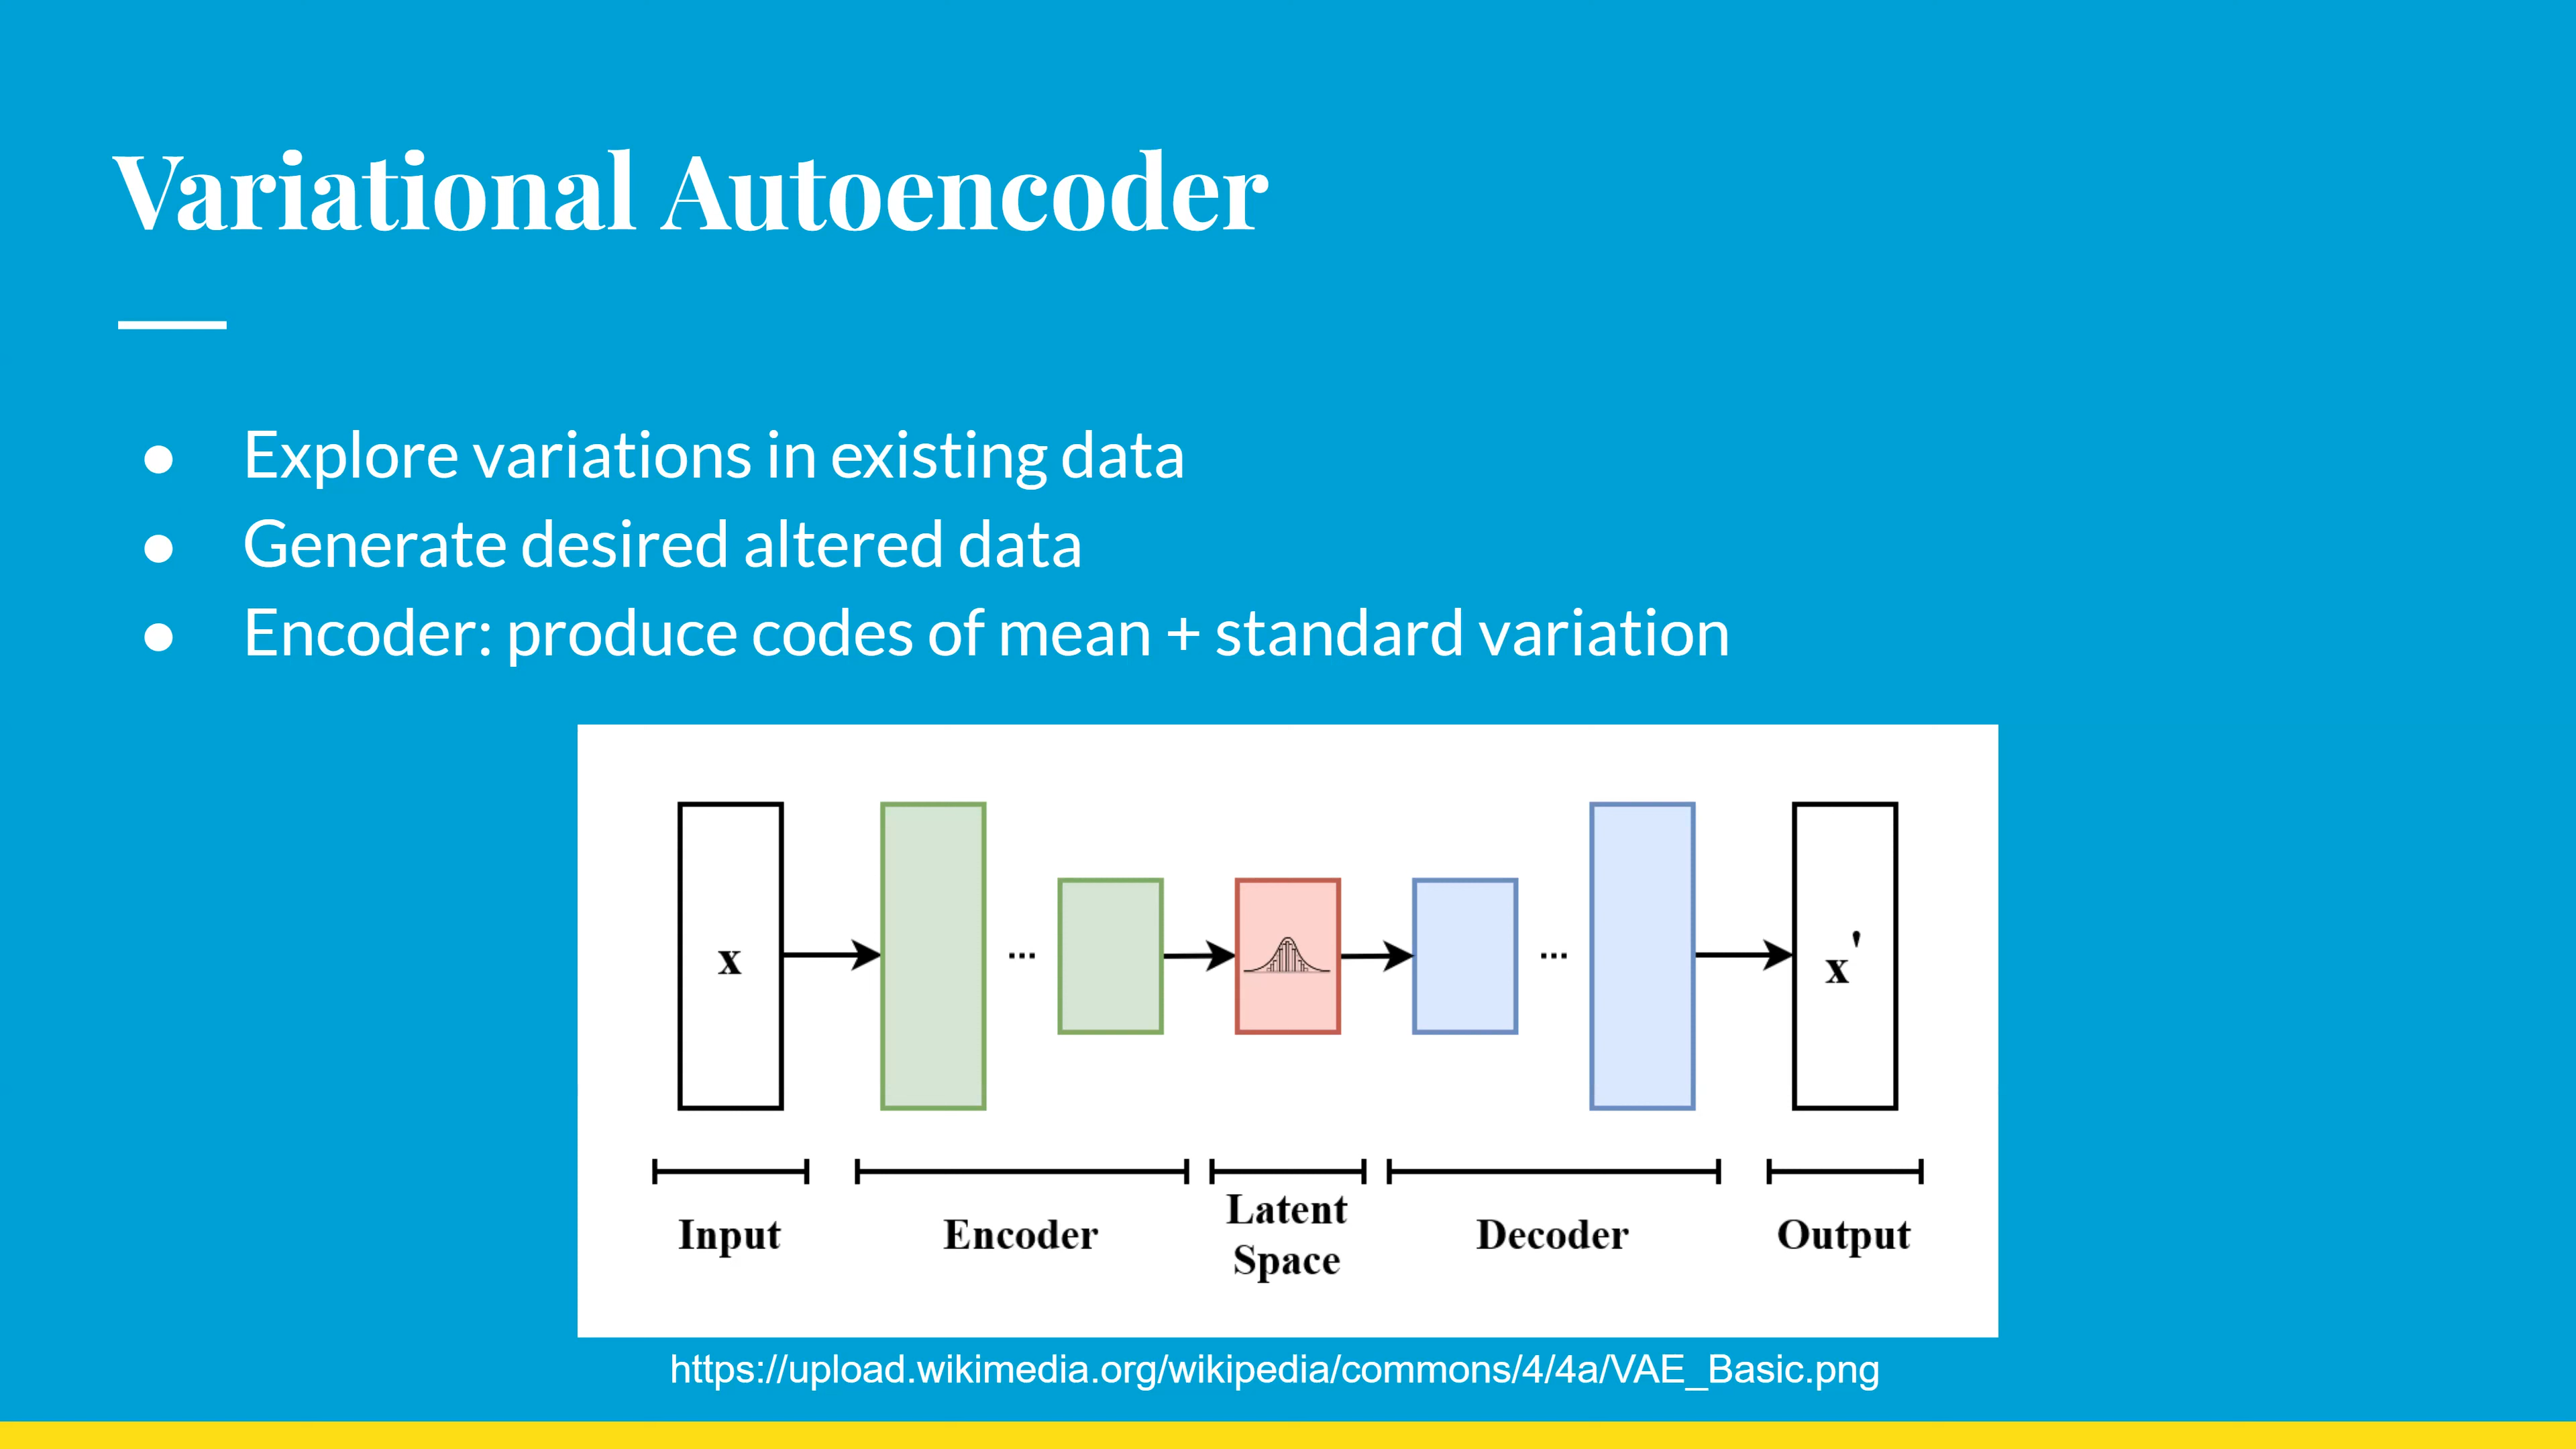 Variational Autoencoder
● Explore variations in existing data
● Generate desired altered data
● Encoder: produce codes of mean + standard variation
x
...
...
x'
Input
Encoder
Latent
Space
Decoder
Output
https://upload.wikimedia.org/wikipedia/commons/4/4a/VAE_Basic.png